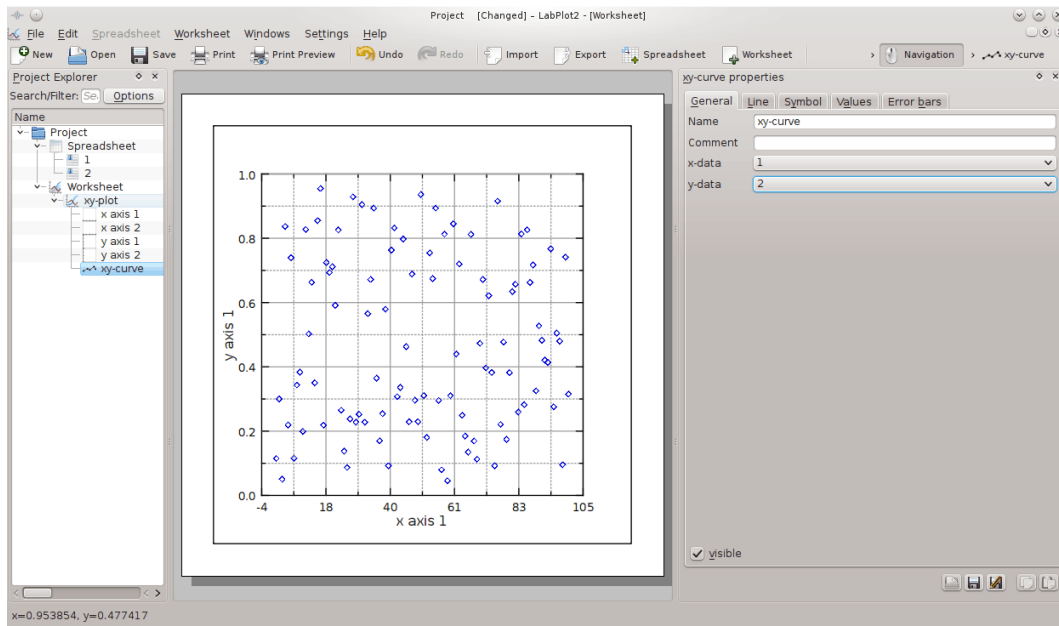 Project [Changed] – LabPlot2 - [Worksheet]
File Edit Spreadsheet Worksheet Windows Settings Help
New Open Save Print Print Preview Undo Redo Import Export Spreadsheet Worksheet > Navigation > xy-curve
Project Explorer
xy-curve properties
Search/Filter: Se Options
General Line Symbol Values Error bars
Name
Name xy-curve
Project
Comment
Spreadsheet
1
x-data 1
2
y-data 2
Worksheet
xy-plot
x axis 1
x axis 2
y axis 1
y axis 2
xy-curve
1.0
0.8
0.6
y axis 1
0.4
0.2
0.0
-4 18 40 61 83 105
x axis 1
visible
x=0.953854, y=0.477417